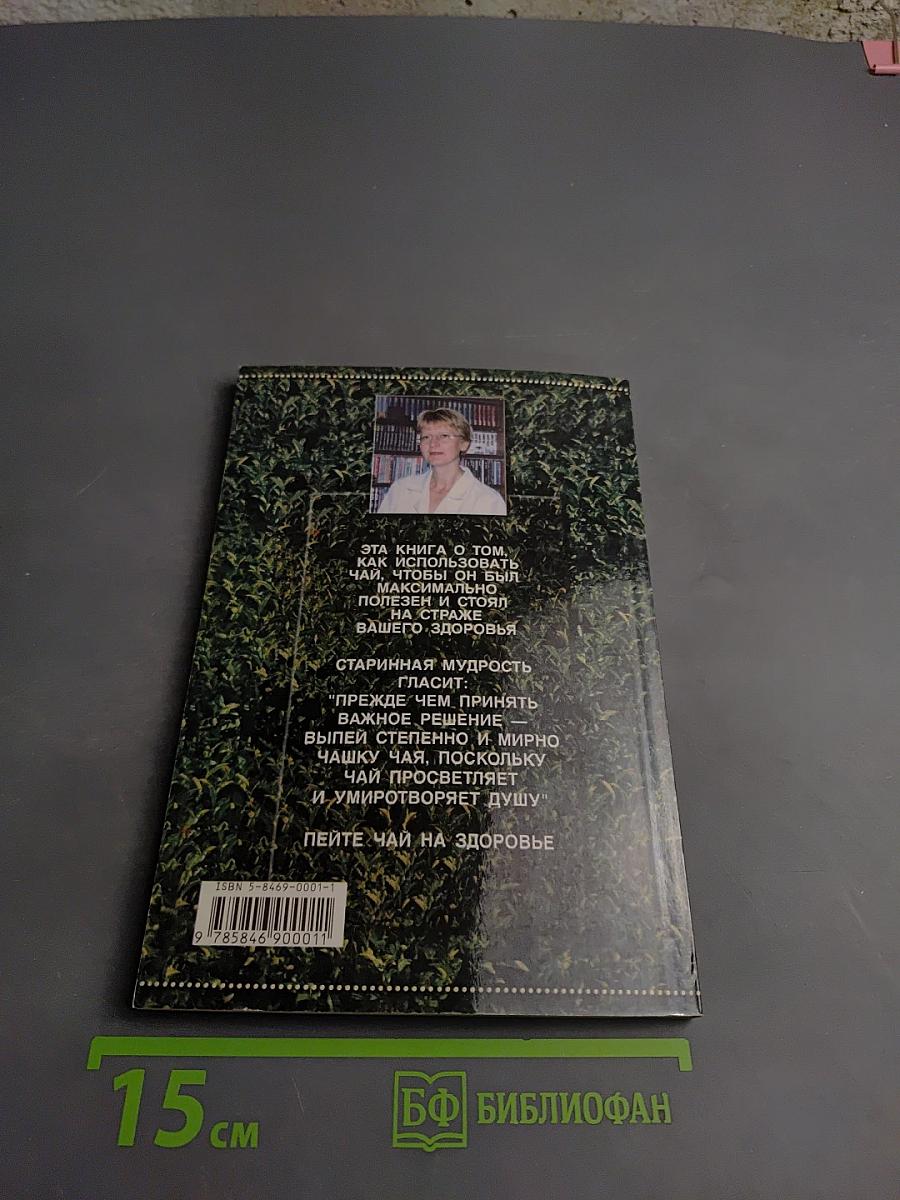 ЭТА КНИГА О ТОМ,
КАК ИСПОЛЬЗОВАТЬ
ЧАЙ, ЧТОБЫ ОН БЫЛ
МАКСИМАЛЬНО
ПОЛЕЗЕН И СТОЯЛ
НА СТРАЖЕ
ВАШЕГО ЗДОРОВЬЯ
СТАРИННАЯ МУДРОСТЬ
ГЛАСИТ:
"ПРЕЖДЕ ЧЕМ ПРИНЯТЬ
ВАЖНОЕ РЕШЕНИЕ —
ВЫПЕЙ СТЕПЕННО И МИРНО
ЧАШКУ ЧАЯ, ПОСКОЛЬКУ
ЧАЙ ПРОСВЕТЛЯЕТ
И УМИРОТВОРЯЕТ ДУШУ"
ПЕЙТЕ ЧАЙ НА ЗДОРОВЬЕ
ISBN 5-8469-0001-1
9 785846 900011
15 см
БФ БИБЛИОФАН